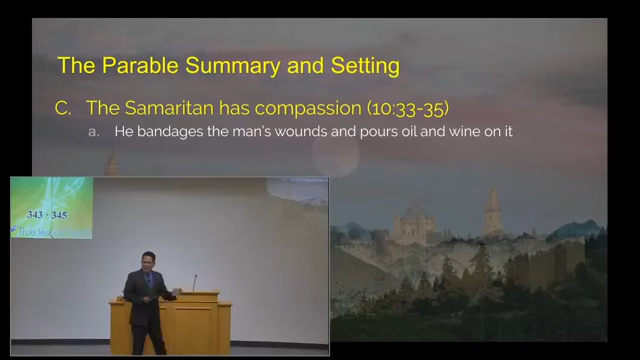 The Parable Summary and Setting
C. The Samaritan has compassion (10:33-35)
a. He bandages the man's wounds and pours oil and wine on it
343 - 345